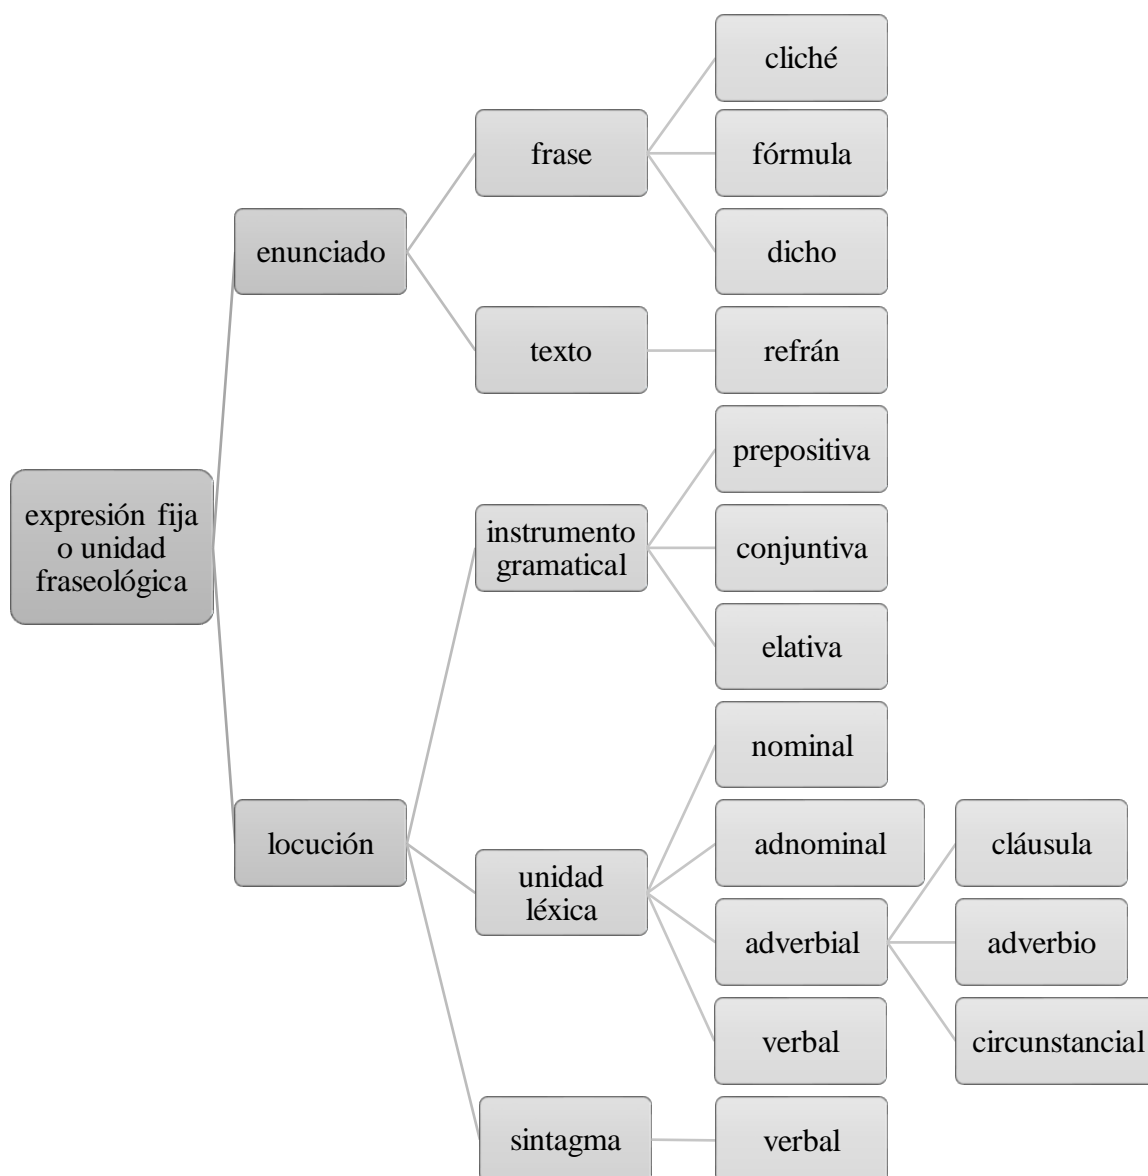 cliché
frase
fórmula
enunciado
dicho
texto
refrán
prepositiva
expresión fija
o unidad
fraseológica
instrumento
gramatical
conjuntiva
elativa
nominal
locución
unidad
léxica
adnominal
cláusula
adverbial
adverbio
verbal
circunstancial
sintagma
verbal